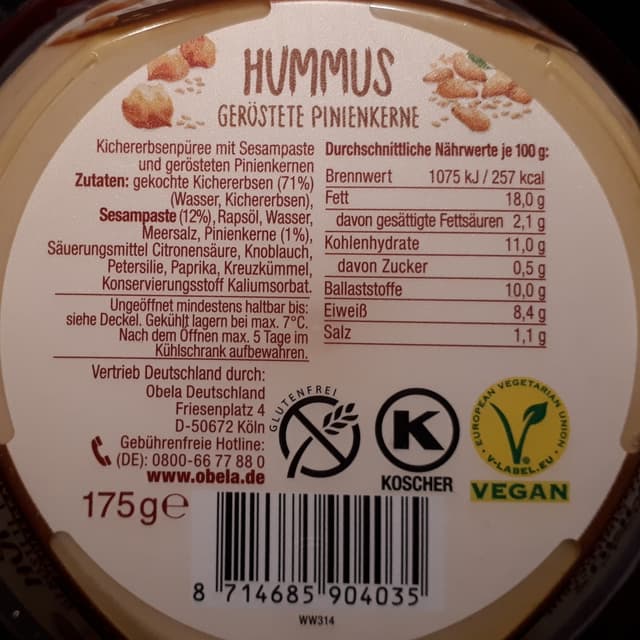 HUMMUS
GERÖSTETE PINIENKERNE
Kichererbsenpüree mit Sesampaste
und gerösteten Pinienkernen
Zutaten: gekochte Kichererbsen (71%)
(Wasser, Kichererbsen),
Sesampaste (12%), Rapsöl, Wasser,
Meersalz, Pinienkerne (1%),
Säuerungsmittel Citronensäure, Knoblauch,
Petersilie, Paprika, Kreuzkümmel,
Konservierungsstoff Kaliumsorbat.
Ungeöffnet mindestens haltbar bis:
siehe Deckel. Gekühlt lagern bei max. 7°C.
Nach dem Öffnen max. 5 Tage im
Kühlschrank aufbewahren.
Vertrieb Deutschland durch:
Obela Deutschland
Friesenplatz 4
D-50672 Köln
Gebührenfreie Hotline:
(DE): 0800-66 77 88 0
www.obela.de
175g℮
Durchschnittliche Nährwerte je 100 g:
Brennwert 1075 kJ / 257 kcal
Fett 18,0 g
davon gesättigte Fettsäuren 2,1 g
Kohlenhydrate 11,0 g
davon Zucker 0,5 g
Ballaststoffe 10,0 g
Eiweiß 8,4 g
Salz 1,1 g
GLUTENFREI
K
KOSCHER
EUROPEAN VEGETARIAN UNION
V-LABEL.EU
VEGAN
8 714685 904035
WW314